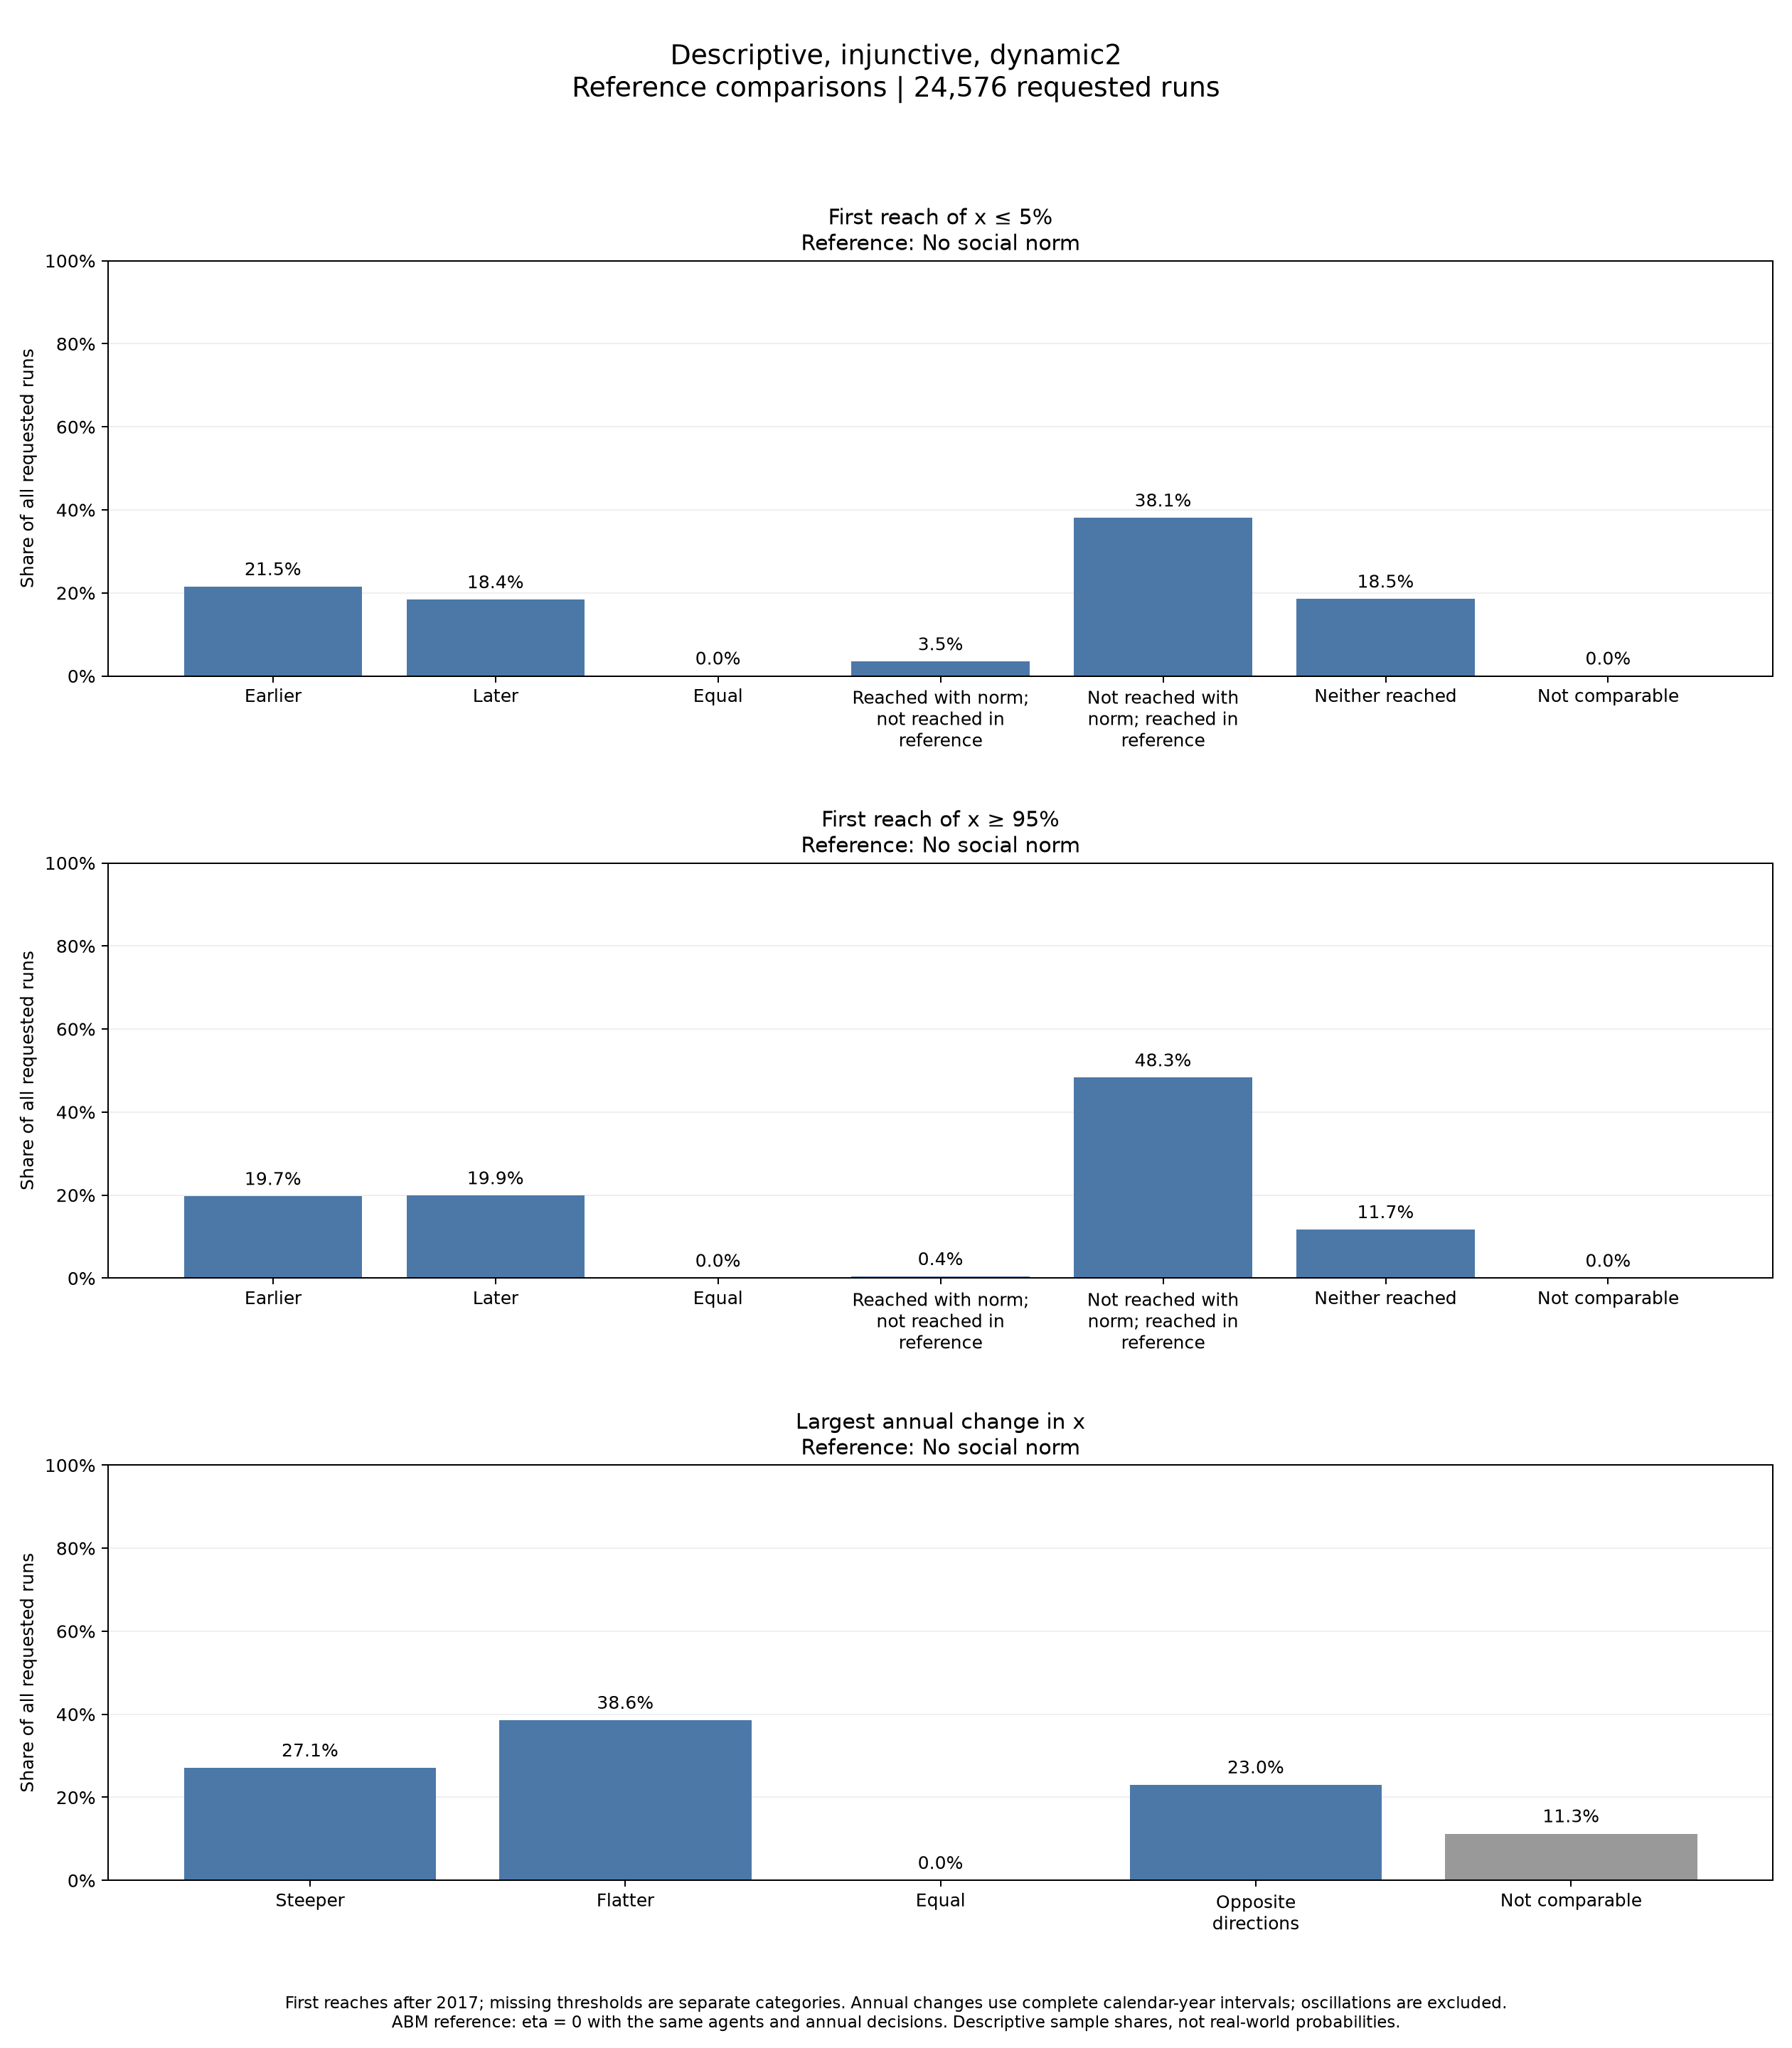 Descriptive, injunctive, dynamic2
Reference comparisons | 24,576 requested runs
First reach of x ≤ 5%
Reference: No social norm
Share of all requested runs
100%
80%
60%
40%
20%
0%
21.5%
18.4%
0.0%
3.5%
38.1%
18.5%
0.0%
Earlier
Later
Equal
Reached with norm;
not reached in
reference
Not reached with
norm; reached in
reference
Neither reached
Not comparable
First reach of x ≥ 95%
Reference: No social norm
Share of all requested runs
100%
80%
60%
40%
20%
0%
19.7%
19.9%
0.0%
0.4%
48.3%
11.7%
0.0%
Earlier
Later
Equal
Reached with norm;
not reached in
reference
Not reached with
norm; reached in
reference
Neither reached
Not comparable
Largest annual change in x
Reference: No social norm
Share of all requested runs
100%
80%
60%
40%
20%
0%
27.1%
38.6%
0.0%
23.0%
11.3%
Steeper
Flatter
Equal
Opposite
directions
Not comparable
First reaches after 2017; missing thresholds are separate categories. Annual changes use complete calendar-year intervals; oscillations are excluded.
ABM reference: eta = 0 with the same agents and annual decisions. Descriptive sample shares, not real-world probabilities.